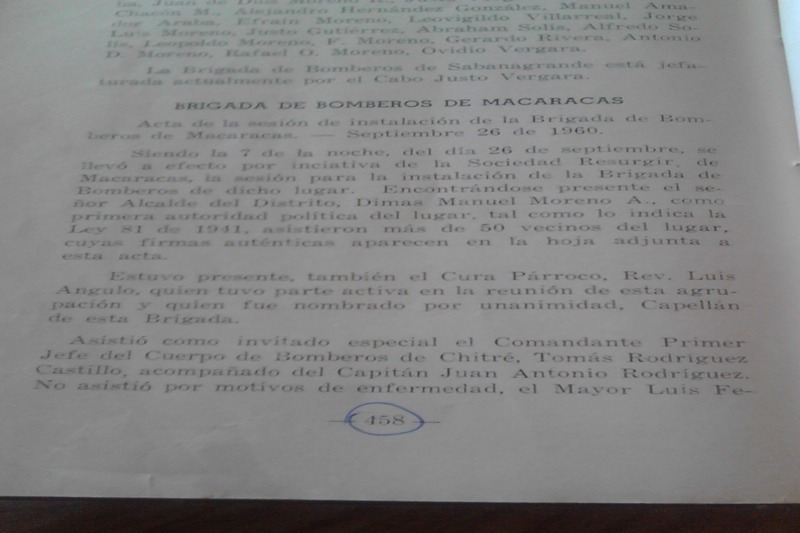 ba, Juan de Dios Moreno
Chacón M., Alejandro Hernández González, Manuel Ama-
dor Araba, Efraín Moreno, Leovigildo Villarreal, Jorge
Luis Moreno, Justo Gutiérrez, Abraham Solís, Alfredo So-
lís, Leopoldo Moreno, F. Moreno, Gerardo Rivera, Antonio
D. Moreno, Rafael O. Moreno, Ovidio Vergara.
La Brigada de Bomberos de Sabanagrande está jefa-
turada actualmente por el Cabo Justo Vergara.
BRIGADA DE BOMBEROS DE MACARACAS
Acta de la sesión de instalación de la Brigada de Bom-
beros de Macaracas. — Septiembre 26 de 1960.
Siendo la 7 de la noche, del día 26 de septiembre, se
llevó a efecto por inciativa de la Sociedad Resurgir, de
Macaracas, la sesión para la instalación de la Brigada de
Bomberos de dicho lugar. Encontrándose presente el se-
ñor Alcalde del Distrito, Dimas Manuel Moreno A., como
primera autoridad política del lugar, tal como lo indica la
Ley 81 de 1941, asistieron más de 50 vecinos del lugar,
cuyas firmas auténticas aparecen en la hoja adjunta a
esta acta.
Estuvo presente, también el Cura Párroco, Rev. Luis
Angulo, quien tuvo parte activa en la reunión de esta agru-
pación y quien fue nombrado por unanimidad, Capellán
de esta Brigada.
Asistió como invitado especial el Comandante Primer
Jefe del Cuerpo de Bomberos de Chitré, Tomás Rodríguez
Castillo, acompañado del Capitán Juan Antonio Rodríguez.
No asistió por motivos de enfermedad, el Mayor Luis Fe-
— 458 —